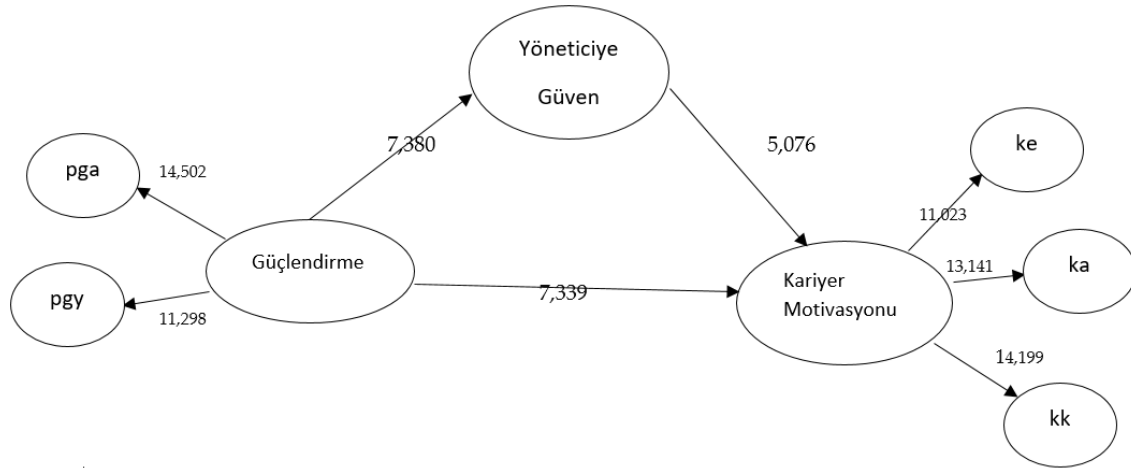 Yöneticiye
Güven
7,380
5,076
ke
pga
14,502
11,023
Güçlendirme
ka
13,141
Kariyer
Motivasyonu
7,339
pgy
11,298
14,199
kk